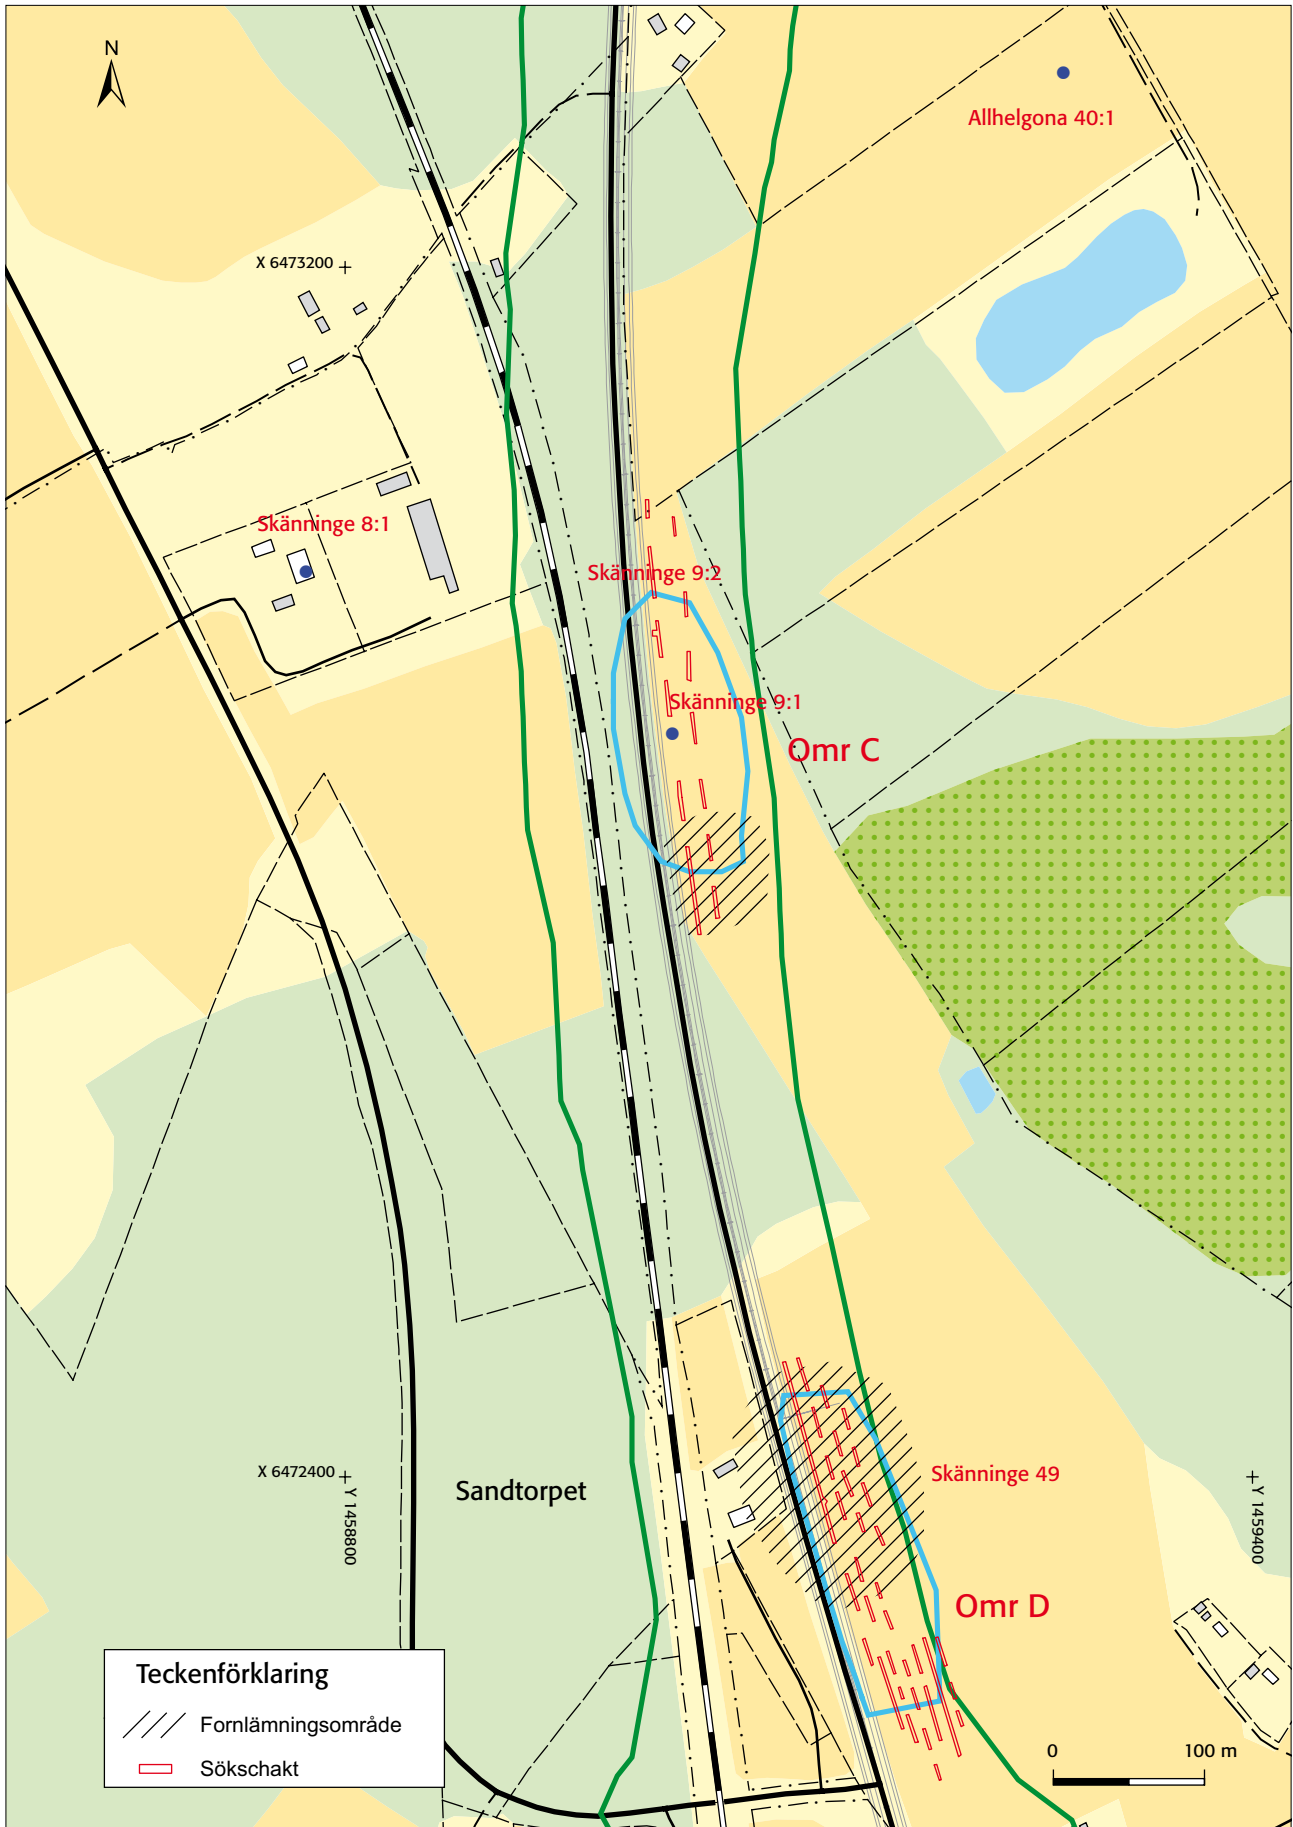 N
Allhelgona 40:1
X 6473200
Skänninge 8:1
Skänninge 9:2
Skänninge 9:1
Omr C
X 6472400
Y 1458800
Sandtorpet
Skänninge 49
Y 1459400
Omr D
Teckenförklaring
Fornlämningsområde
Sökschakt
0 100 m